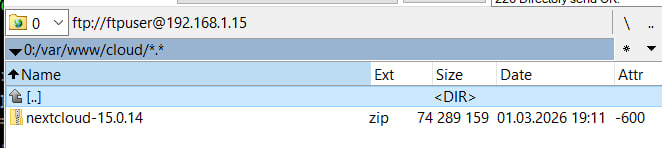 226 Directory send OK.
0 ftp://ftpuser@192.168.1.15 \ ..
0:/var/www/cloud/*.* *
Name Ext Size Date Attr
[..] <DIR>
nextcloud-15.0.14 zip 74 289 159 01.03.2026 19:11 -600